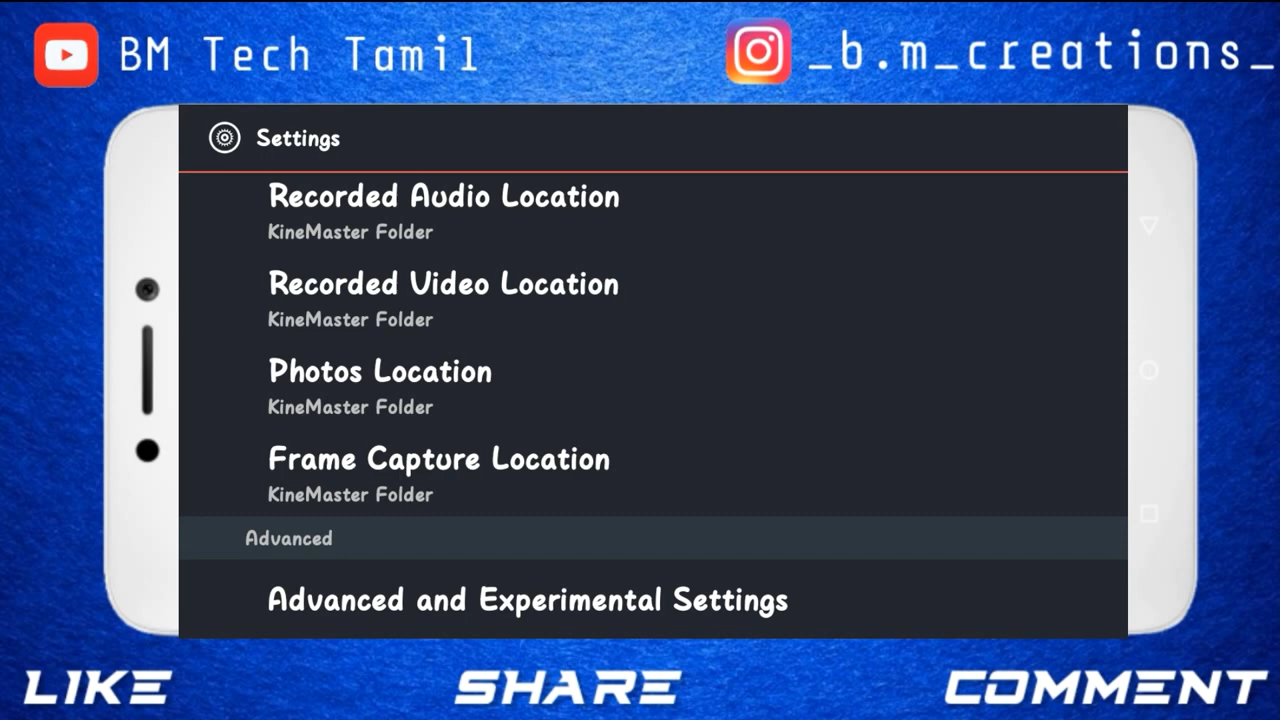 BM Tech Tamil
_b.m_creations_
Settings
Recorded Audio Location
KineMaster Folder
Recorded Video Location
KineMaster Folder
Photos Location
KineMaster Folder
Frame Capture Location
KineMaster Folder
Advanced
Advanced and Experimental Settings
LIKE
SHARE
COMMENT